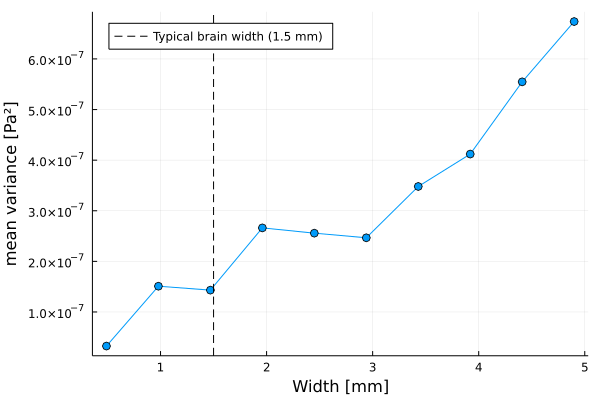 Typical brain width (1.5 mm)
mean variance [Pa²]
6.0×10⁻⁷
5.0×10⁻⁷
4.0×10⁻⁷
3.0×10⁻⁷
2.0×10⁻⁷
1.0×10⁻⁷
1 2 3 4 5
Width [mm]